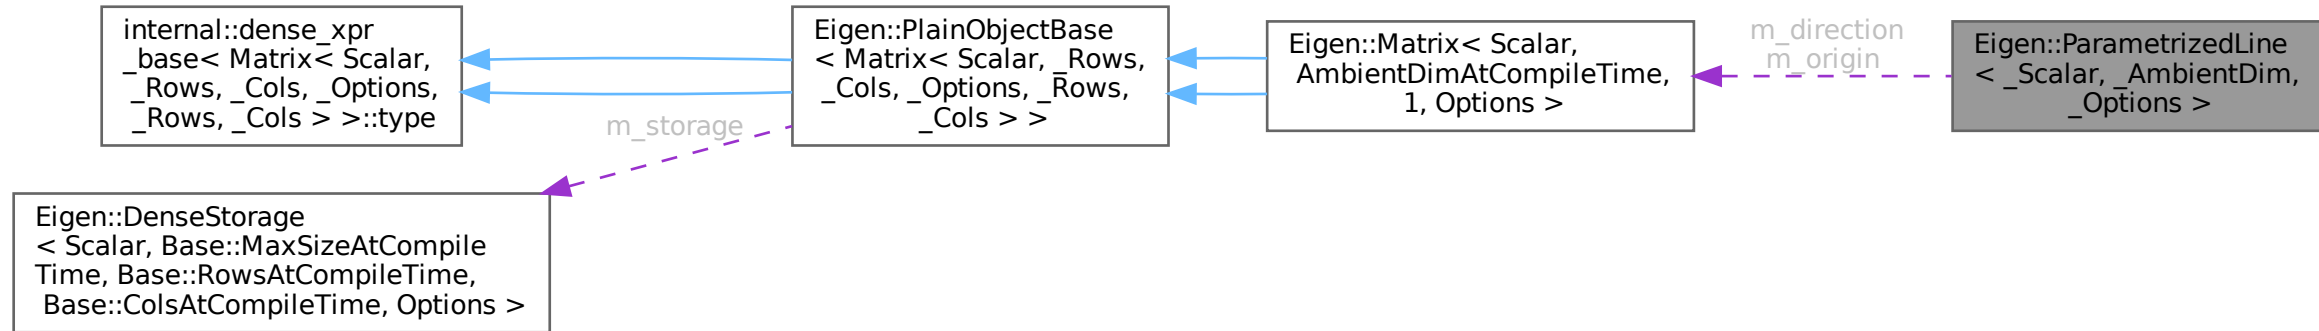 internal::dense_xpr
_base< Matrix< Scalar,
_Rows, _Cols, _Options,
_Rows, _Cols > >::type
Eigen::PlainObjectBase
< Matrix< Scalar, _Rows,
_Cols, _Options, _Rows,
_Cols > >
Eigen::Matrix< Scalar,
AmbientDimAtCompileTime,
1, Options >
m_direction
m_origin
Eigen::ParametrizedLine
< _Scalar, _AmbientDim,
_Options >
m_storage
Eigen::DenseStorage
< Scalar, Base::MaxSizeAtCompile
Time, Base::RowsAtCompileTime,
Base::ColsAtCompileTime, Options >